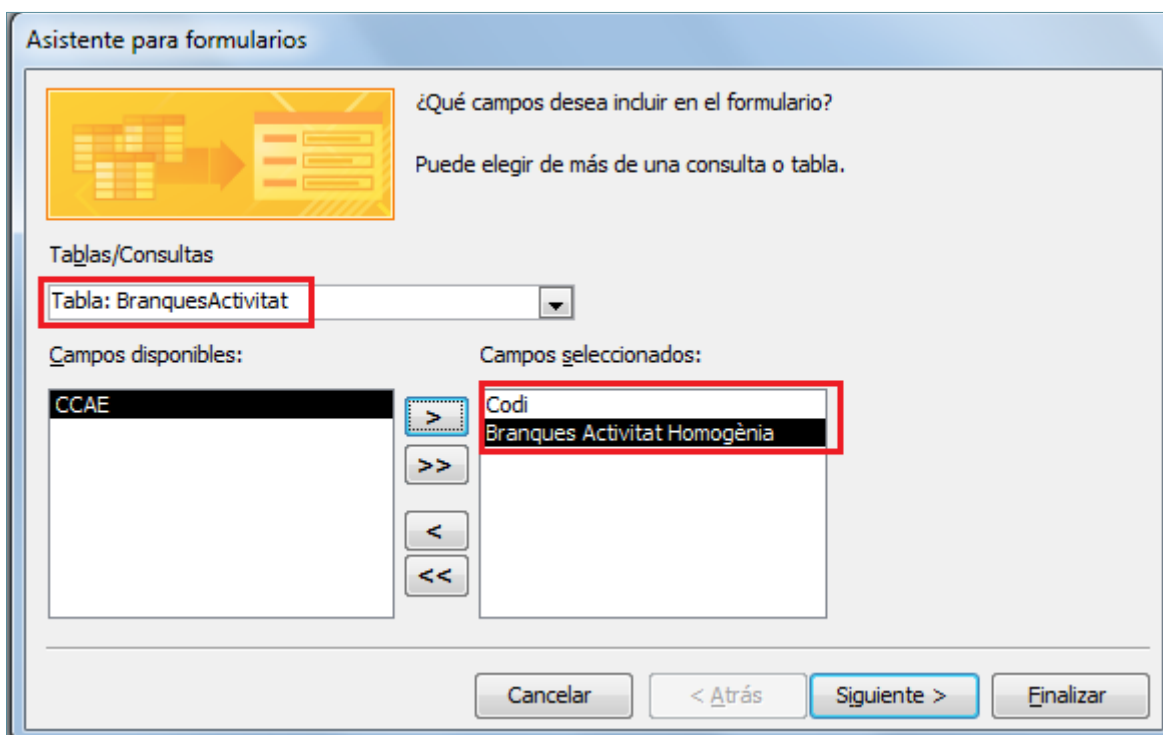 Asistente para formularios
¿Qué campos desea incluir en el formulario?
Puede elegir de más de una consulta o tabla.
Tablas/Consultas
Tabla: BranquesActivitat
Campos disponibles:
Campos seleccionados:
CCAE
>
>>
<
<<
Codi
Branques Activitat Homogènia
Cancelar
< Atrás
Siguiente >
Finalizar